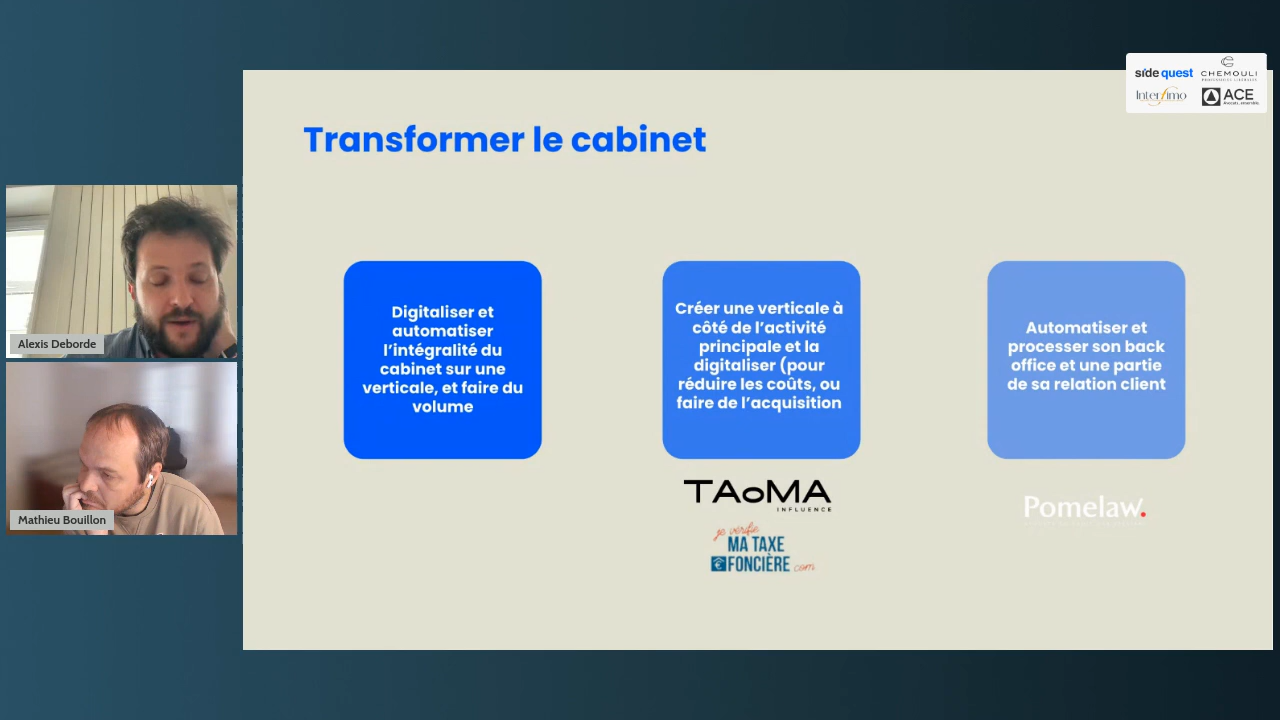 side quest
CHEMOULI
Interfimo
ACE
Transformer le cabinet
Digitaliser et
automatiser
l'intégralité du
cabinet sur une
verticale, et faire du
volume
Créer une verticale à
côté de l'activité
principale et la
digitaliser (pour
réduire les coûts, ou
faire de l'acquisition
Automatiser et
processer son back
office et une partie
de sa relation client
TAoMA
INFLUENCE
je vérifie
MA TAXE
FONCIÈRE .com
Pomelaw.
Alexis Deborde
Mathieu Bouillon